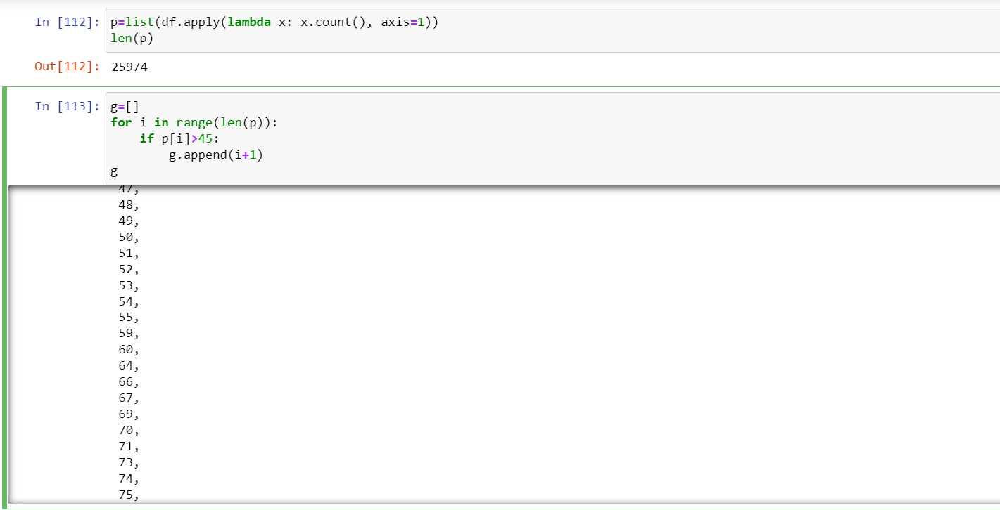 In [112]: p=list(df.apply(lambda x: x.count(), axis=1))
len(p)
Out[112]: 25974
In [113]: g=[]
for i in range(len(p)):
    if p[i]>45:
        g.append(i+1)
g
47,
48,
49,
50,
51,
52,
53,
54,
55,
59,
60,
64,
66,
67,
69,
70,
71,
73,
74,
75,